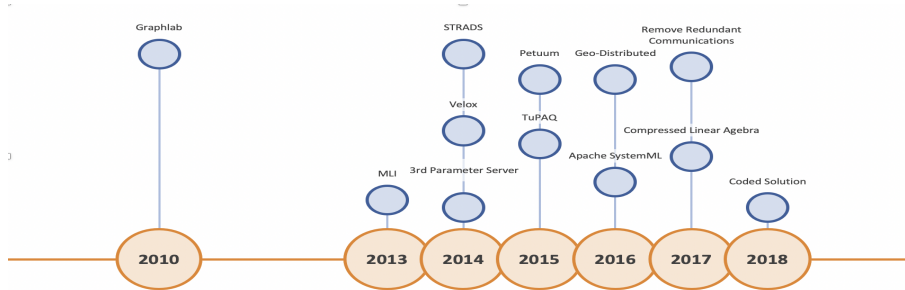 Graphlab
STRADS
Remove Redundant
Communications
Petuum
Geo-Distributed
Velox
TuPAQ
Compressed Linear Agebra
Apache SystemML
3rd Parameter Server
MLI
Coded Solution
2010
2013
2014
2015
2016
2017
2018